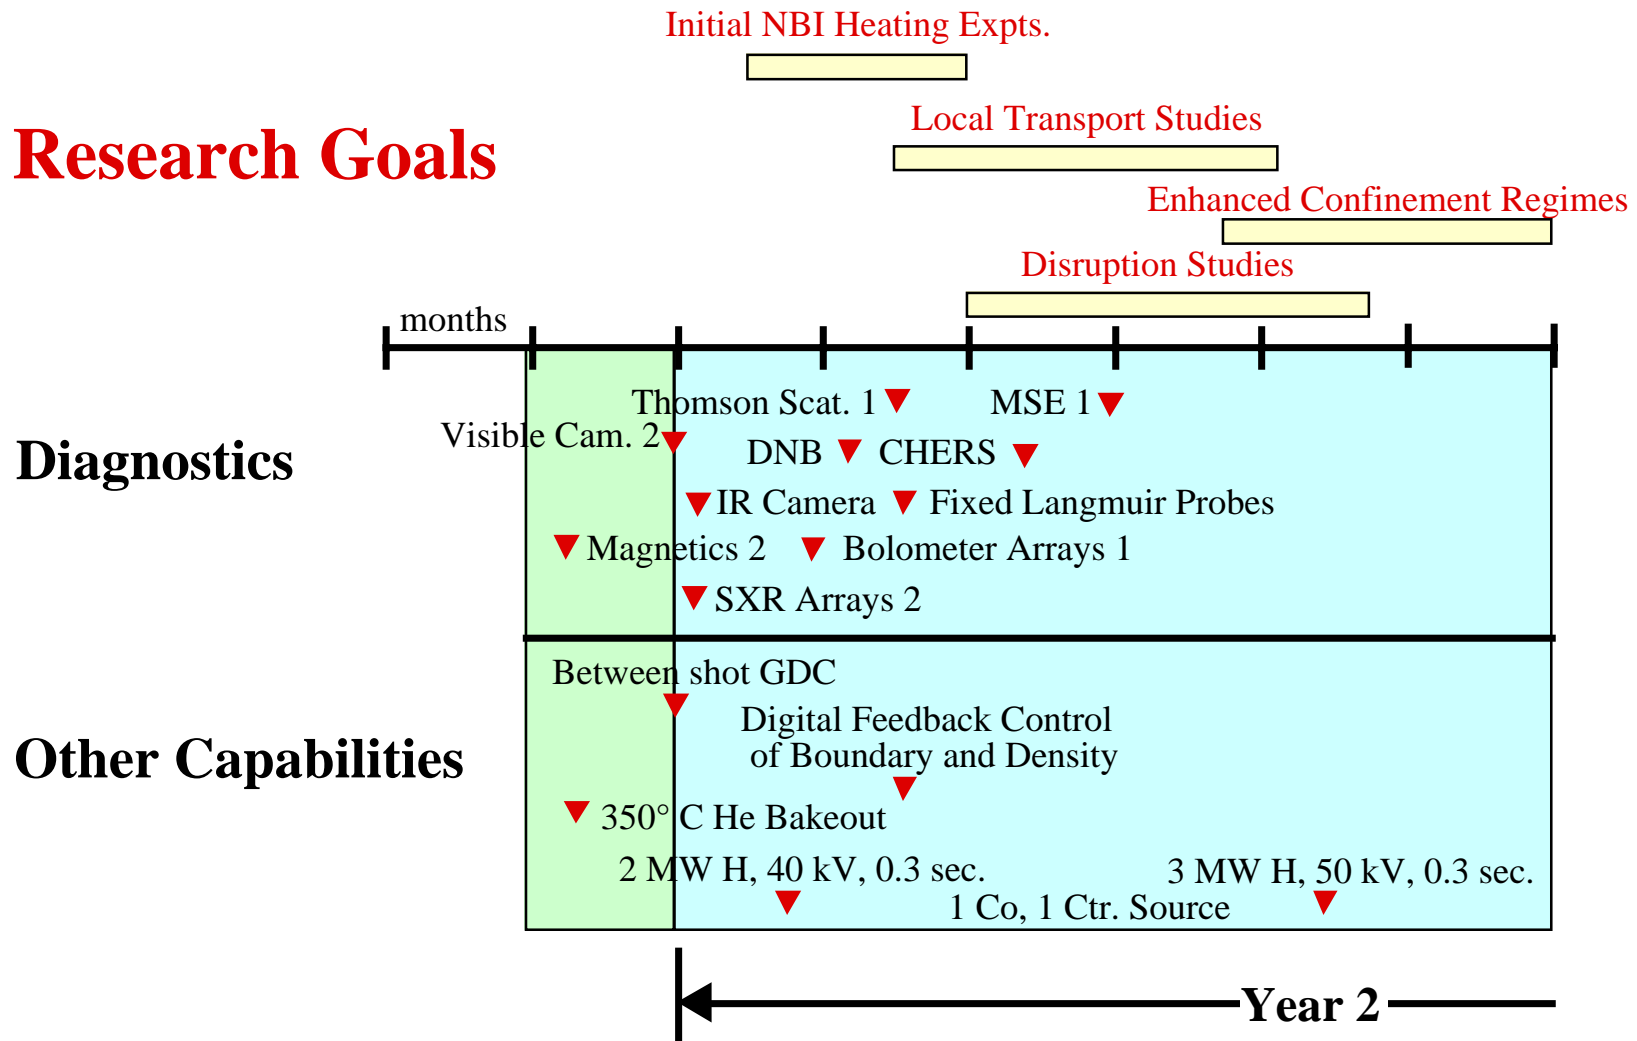 Initial NBI Heating Expts.
Local Transport Studies
Research Goals
Enhanced Confinement Regimes
Disruption Studies
months
Thomson Scat. 1
MSE 1
Visible Cam. 2
DNB
CHERS
Diagnostics
IR Camera
Fixed Langmuir Probes
Magnetics 2
Bolometer Arrays 1
SXR Arrays 2
Between shot GDC
Digital Feedback Control
of Boundary and Density
Other Capabilities
350° C He Bakeout
2 MW H, 40 kV, 0.3 sec.
3 MW H, 50 kV, 0.3 sec.
1 Co, 1 Ctr. Source
Year 2